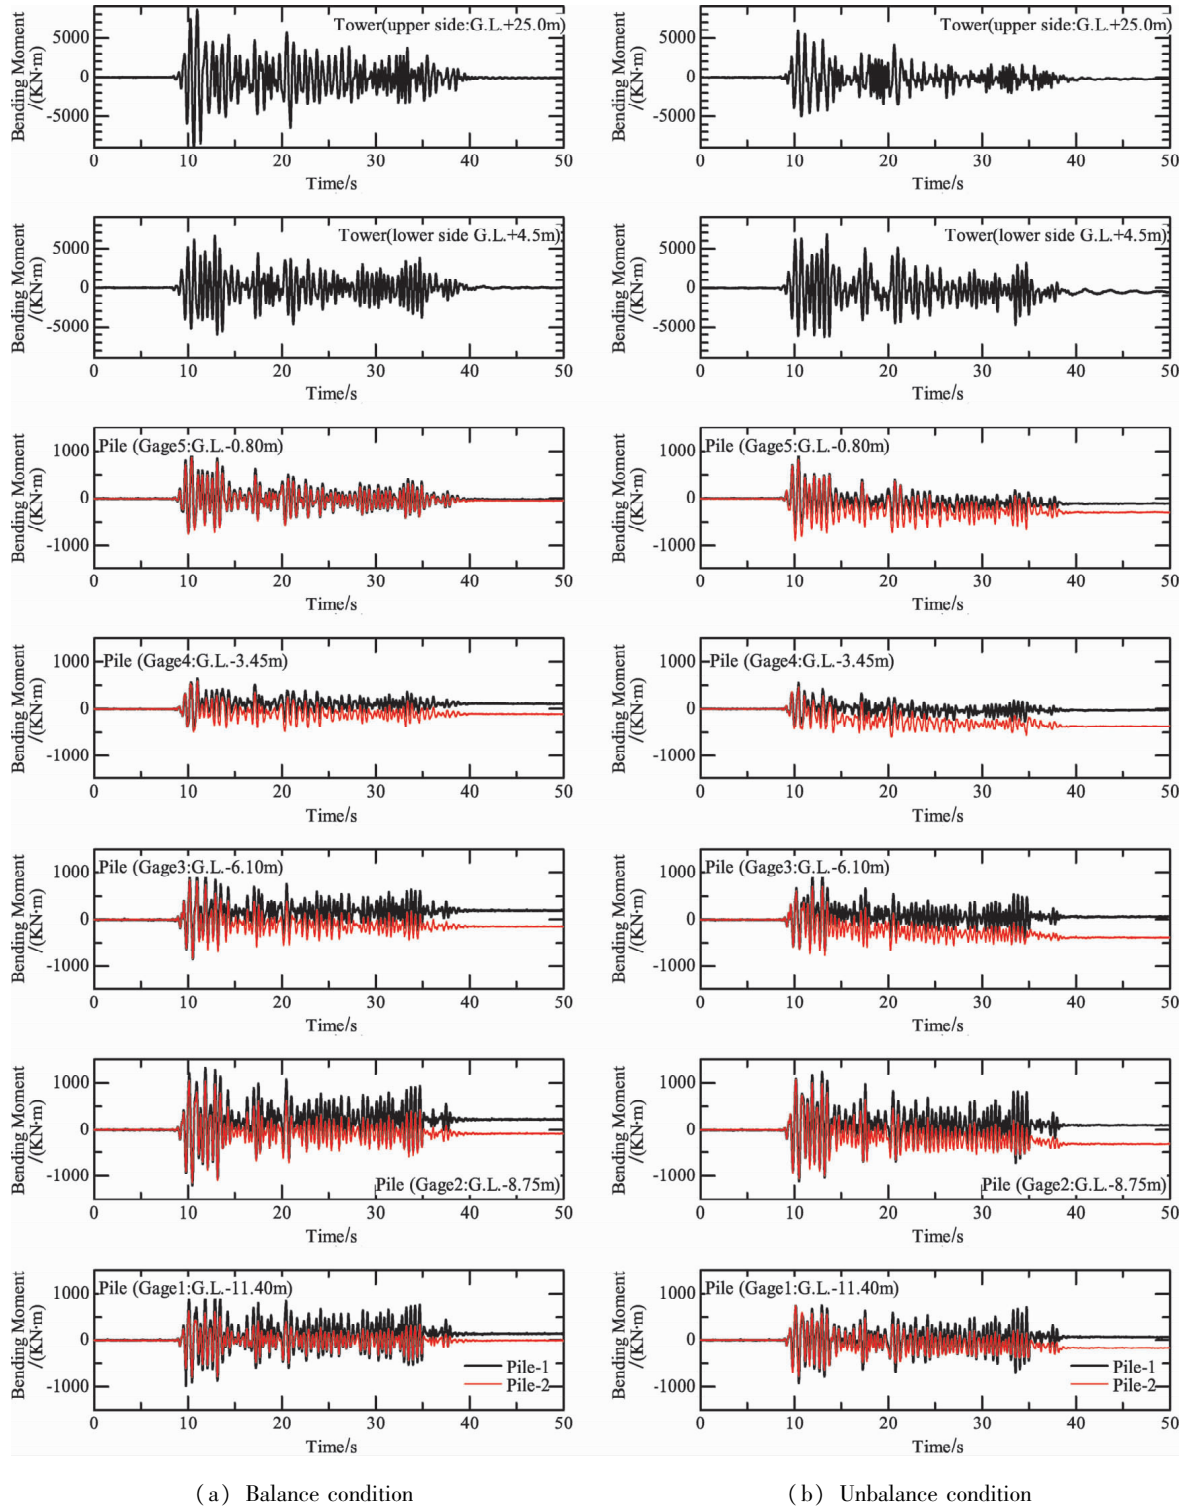 Tower(upper side:G.L.+25.0m)
Bending Moment
/(KN·m)
5000
0
-5000
0 10 20 30 40 50
Time/s
Tower(upper side:G.L.+25.0m)
Bending Moment
/(KN·m)
5000
0
-5000
0 10 20 30 40 50
Time/s
Tower(lower side G.L.+4.5m)
Bending Moment
/(KN·m)
5000
0
-5000
0 10 20 30 40 50
Time/s
Tower(lower side G.L.+4.5m)
Bending Moment
/(KN·m)
5000
0
-5000
0 10 20 30 40 50
Time/s
Pile (Gage5:G.L.-0.80m)
Bending Moment
/(KN·m)
1000
0
-1000
0 10 20 30 40 50
Time/s
Pile (Gage5:G.L.-0.80m)
Bending Moment
/(KN·m)
1000
0
-1000
0 10 20 30 40 50
Time/s
Pile (Gage4:G.L.-3.45m)
Bending Moment
/(KN·m)
1000
0
-1000
0 10 20 30 40 50
Time/s
Pile (Gage4:G.L.-3.45m)
Bending Moment
/(KN·m)
1000
0
-1000
0 10 20 30 40 50
Time/s
Pile (Gage3:G.L.-6.10m)
Bending Moment
/(KN·m)
1000
0
-1000
0 10 20 30 40 50
Time/s
Pile (Gage3:G.L.-6.10m)
Bending Moment
/(KN·m)
1000
0
-1000
0 10 20 30 40 50
Time/s
Bending Moment
/(KN·m)
1000
0
-1000
Pile (Gage2:G.L.-8.75m)
0 10 20 30 40 50
Time/s
Bending Moment
/(KN·m)
1000
0
-1000
Pile (Gage2:G.L.-8.75m)
0 10 20 30 40 50
Time/s
Pile (Gage1:G.L.-11.40m)
Bending Moment
/(KN·m)
1000
0
-1000
Pile-1
Pile-2
0 10 20 30 40 50
Time/s
Pile (Gage1:G.L.-11.40m)
Bending Moment
/(KN·m)
1000
0
-1000
Pile-1
Pile-2
0 10 20 30 40 50
Time/s
(a) Balance condition
(b) Unbalance condition